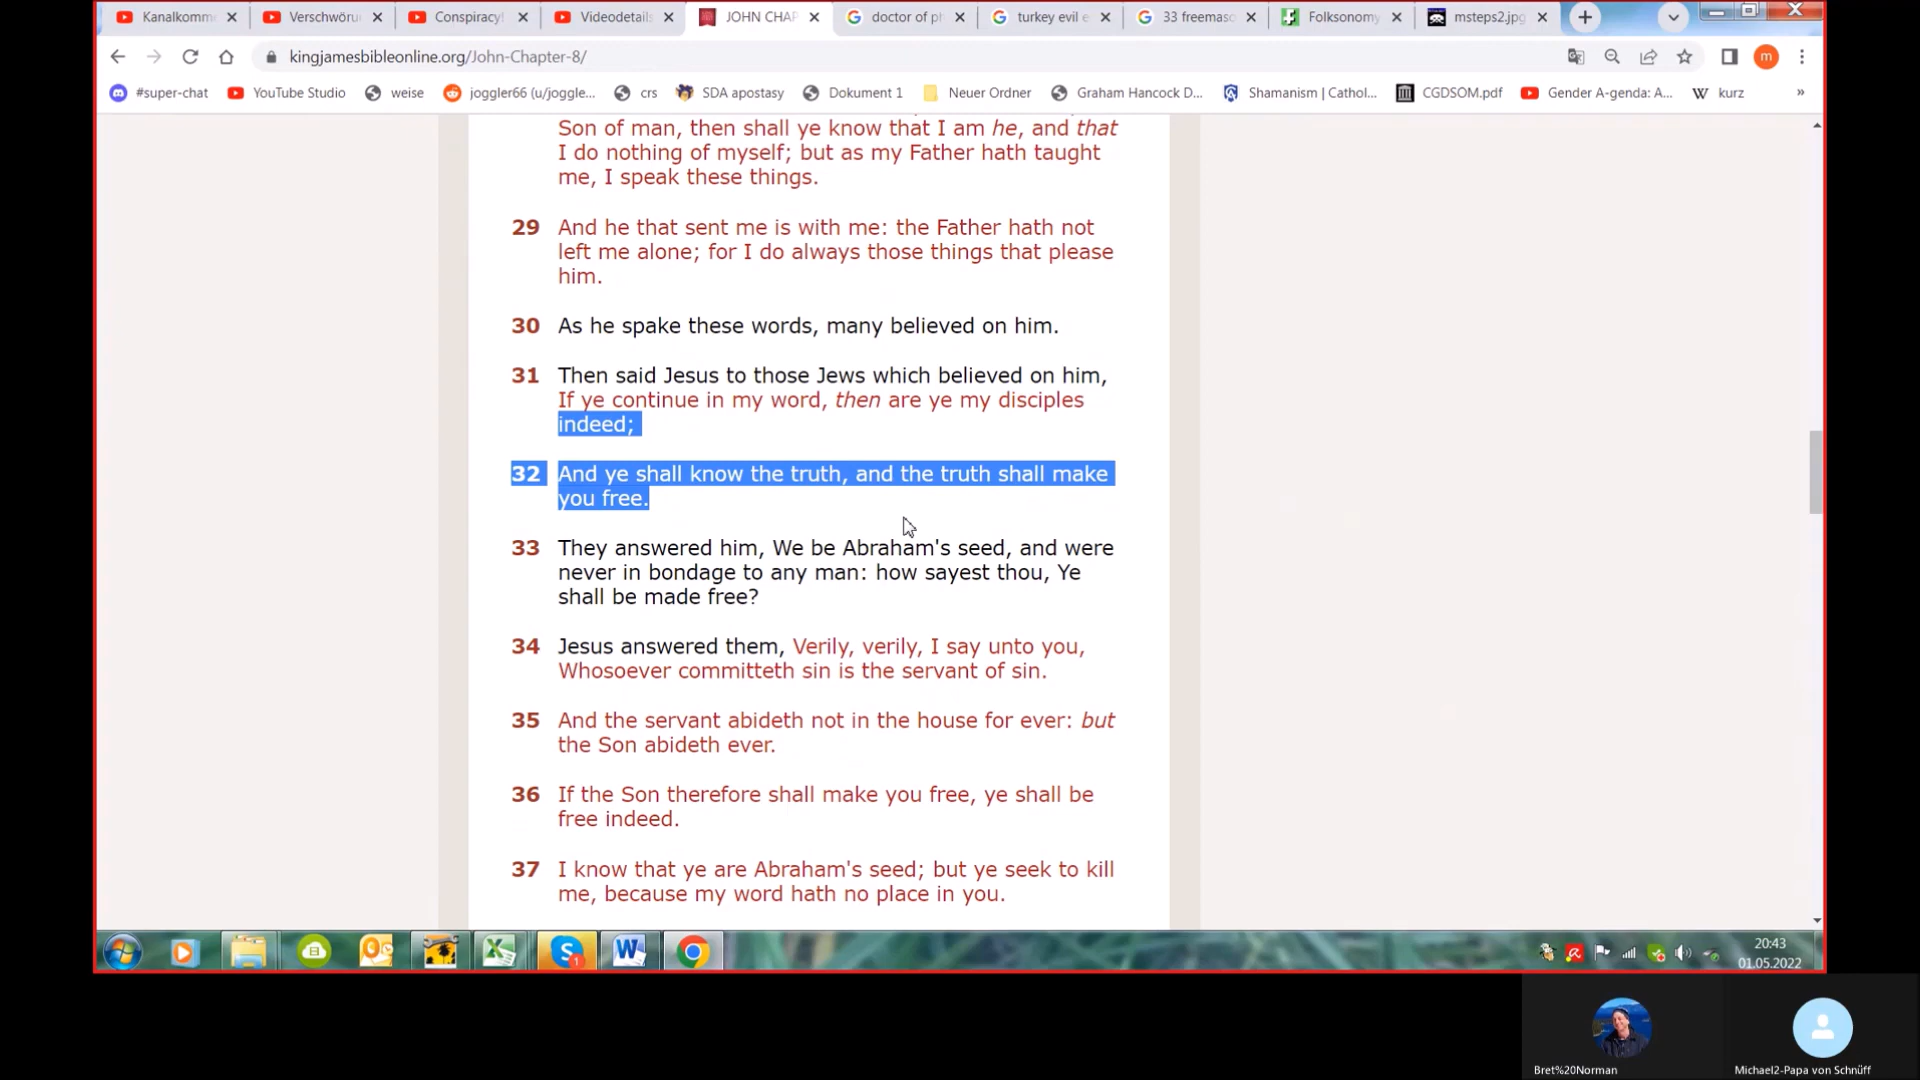 Kanalkomm
Verschwöru
Conspiracy!
Videodetails
JOHN CHAP
doctor of ph
turkey evil e
33 freemaso
Folksonomy
msteps2.jpg
kingjamesbibleonline.org/John-Chapter-8/
m
#super-chat
YouTube Studio
weise
joggler66 (u/joggle...
crs
SDA apostasy
Dokument 1
Neuer Ordner
Graham Hancock D...
Shamanism | Cathol...
CGDSOM.pdf
Gender A-genda: A...
kurz
»
Son of man, then shall ye know that I am he, and that
I do nothing of myself; but as my Father hath taught
me, I speak these things.
29 And he that sent me is with me: the Father hath not
left me alone; for I do always those things that please
him.
30 As he spake these words, many believed on him.
31 Then said Jesus to those Jews which believed on him,
If ye continue in my word, then are ye my disciples
indeed;
32 And ye shall know the truth, and the truth shall make
you free.
33 They answered him, We be Abraham's seed, and were
never in bondage to any man: how sayest thou, Ye
shall be made free?
34 Jesus answered them, Verily, verily, I say unto you,
Whosoever committeth sin is the servant of sin.
35 And the servant abideth not in the house for ever: but
the Son abideth ever.
36 If the Son therefore shall make you free, ye shall be
free indeed.
37 I know that ye are Abraham's seed; but ye seek to kill
me, because my word hath no place in you.
20:43
01.05.2022
Bret%20Norman
Michael2-Papa von Schnüff